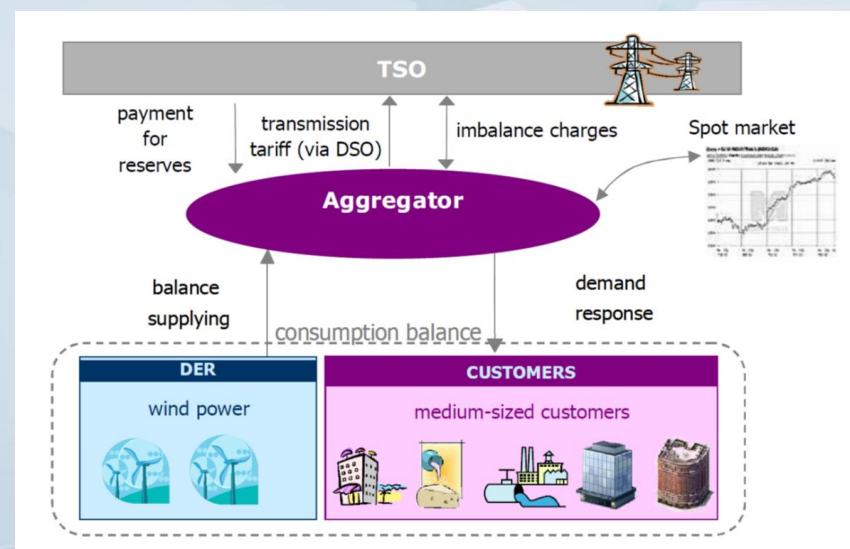 TSO
payment
for
reserves
transmission
tariff (via DSO)
imbalance charges
Spot market
Aggregator
balance
supplying
demand
response
consumption balance
DER
CUSTOMERS
wind power
medium-sized customers